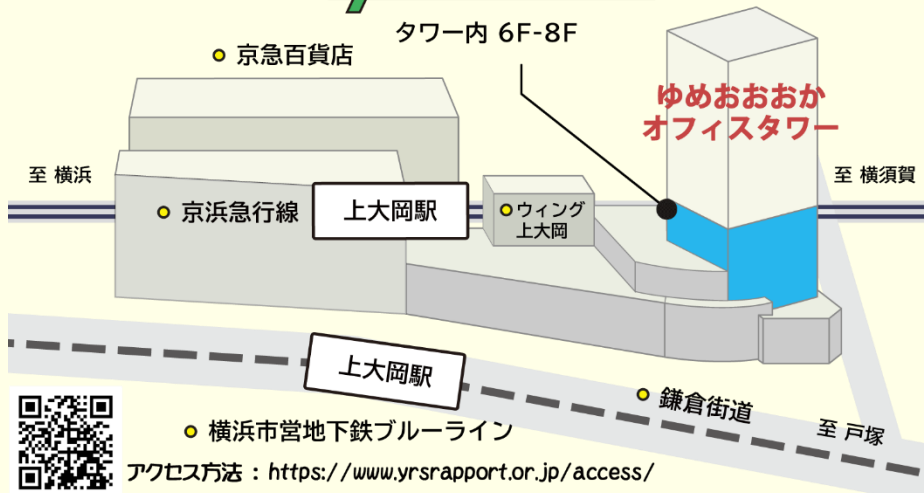 タワー内 6F-8F
京急百貨店
ゆめおおおか
オフィスタワー
至 横浜
至 横須賀
京浜急行線
上大岡駅
ウィング
上大岡
上大岡駅
鎌倉街道
至 戸塚
横浜市営地下鉄ブルーライン
アクセス方法 : https://www.yrsrapport.or.jp/access/